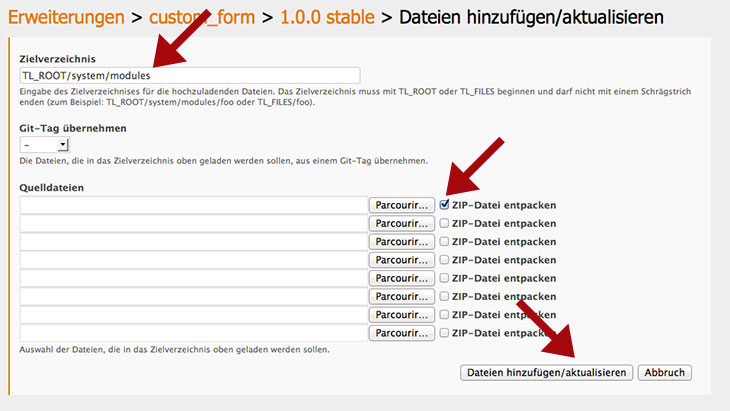 Erweiterungen > custom_form > 1.0.0 stable > Dateien hinzufügen/aktualisieren
Zielverzeichnis
TL_ROOT/system/modules
Eingabe des Zielverzeichnises für die hochzuladenden Dateien. Das Zielverzeichnis muss mit TL_ROOT oder TL_FILES beginnen und darf nicht mit einem Schrägstrich
enden (zum Beispiel: TL_ROOT/system/modules/foo oder TL_FILES/foo).
Git-Tag übernehmen
–
Die Dateien, die in das Zielverzeichnis oben geladen werden sollen, aus einem Git-Tag übernehmen.
Quelldateien
Parcourir... ZIP-Datei entpacken
Parcourir... ZIP-Datei entpacken
Parcourir... ZIP-Datei entpacken
Parcourir... ZIP-Datei entpacken
Parcourir... ZIP-Datei entpacken
Parcourir... ZIP-Datei entpacken
Parcourir... ZIP-Datei entpacken
Parcourir... ZIP-Datei entpacken
Auswahl der Dateien, die in das Zielverzeichnis oben geladen werden sollen.
Dateien hinzufügen/aktualisieren Abbruch